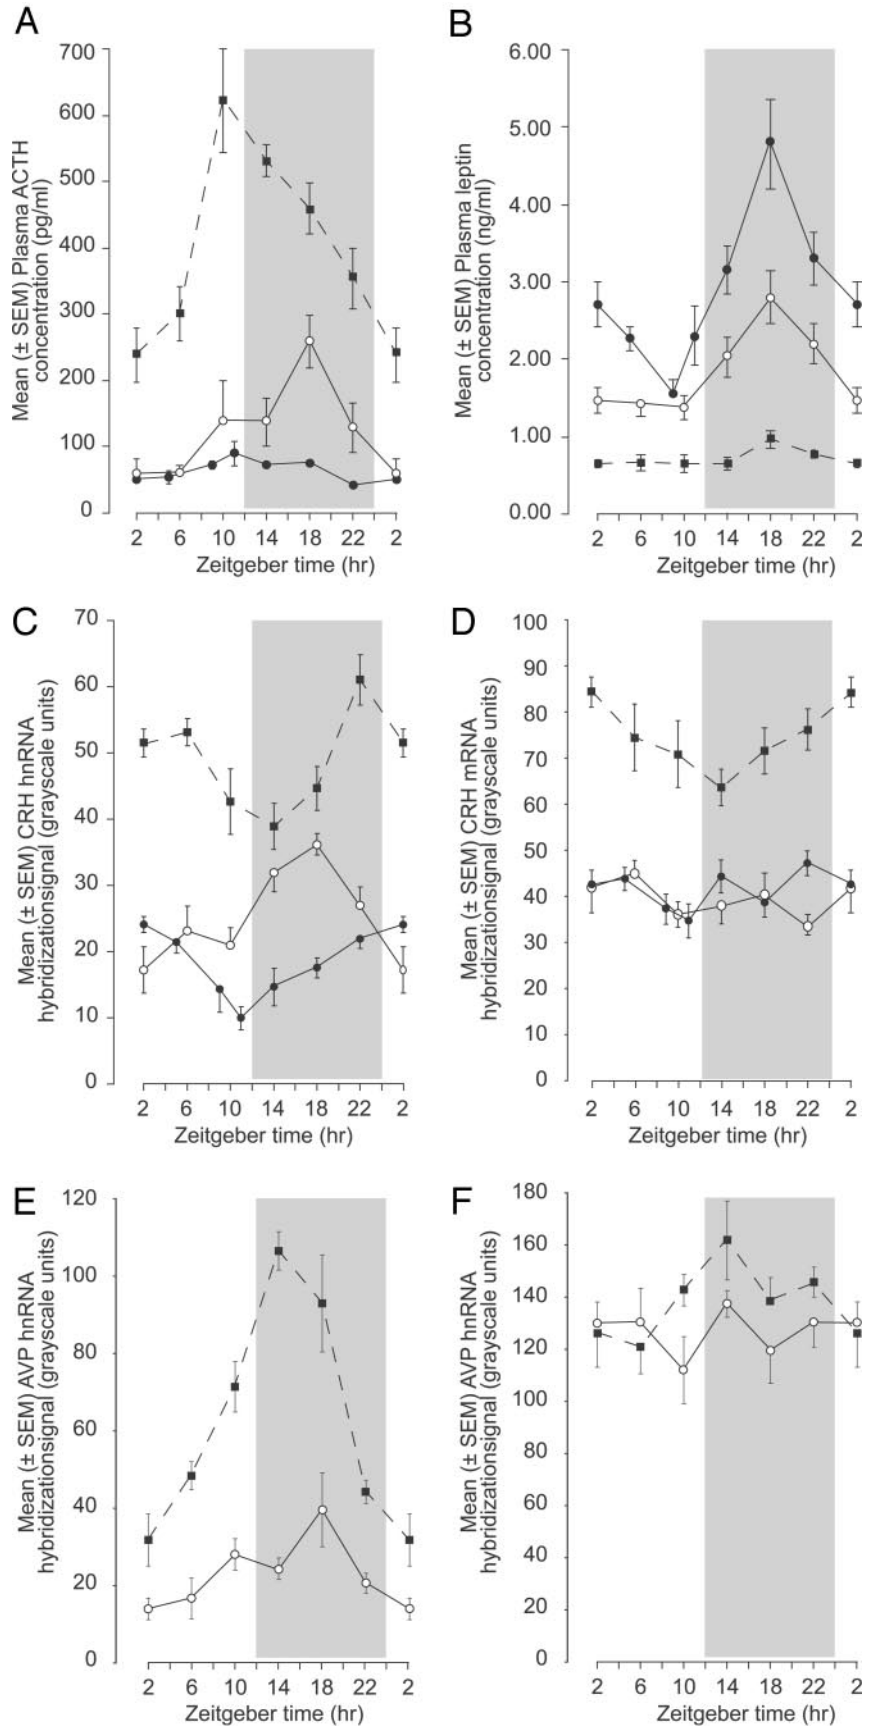 A
Mean (± SEM) Plasma ACTH
concentration (pg/ml)
700
600
500
400
300
200
100
0
2 6 10 14 18 22 2
Zeitgeber time (hr)
B
Mean (± SEM) Plasma leptin
concentration (ng/ml)
6.00
5.00
4.00
3.00
2.00
1.00
0.00
2 6 10 14 18 22 2
Zeitgeber time (hr)
C
Mean (± SEM) CRH hnRNA
hybridizationsignal (grayscale units)
70
60
50
40
30
20
10
0
2 6 10 14 18 22 2
Zeitgeber time (hr)
D
Mean (± SEM) CRH mRNA
hybridizationsignal (grayscale units)
100
90
80
70
60
50
40
30
20
10
0
2 6 10 14 18 22 2
Zeitgeber time (hr)
E
Mean (± SEM) AVP hnRNA
hybridizationsignal (grayscale units)
120
100
80
60
40
20
0
2 6 10 14 18 22 2
Zeitgeber time (hr)
F
Mean (± SEM) AVP hnRNA
hybridizationsignal (grayscale units)
180
160
140
120
100
80
60
40
20
0
2 6 10 14 18 22 2
Zeitgeber time (hr)